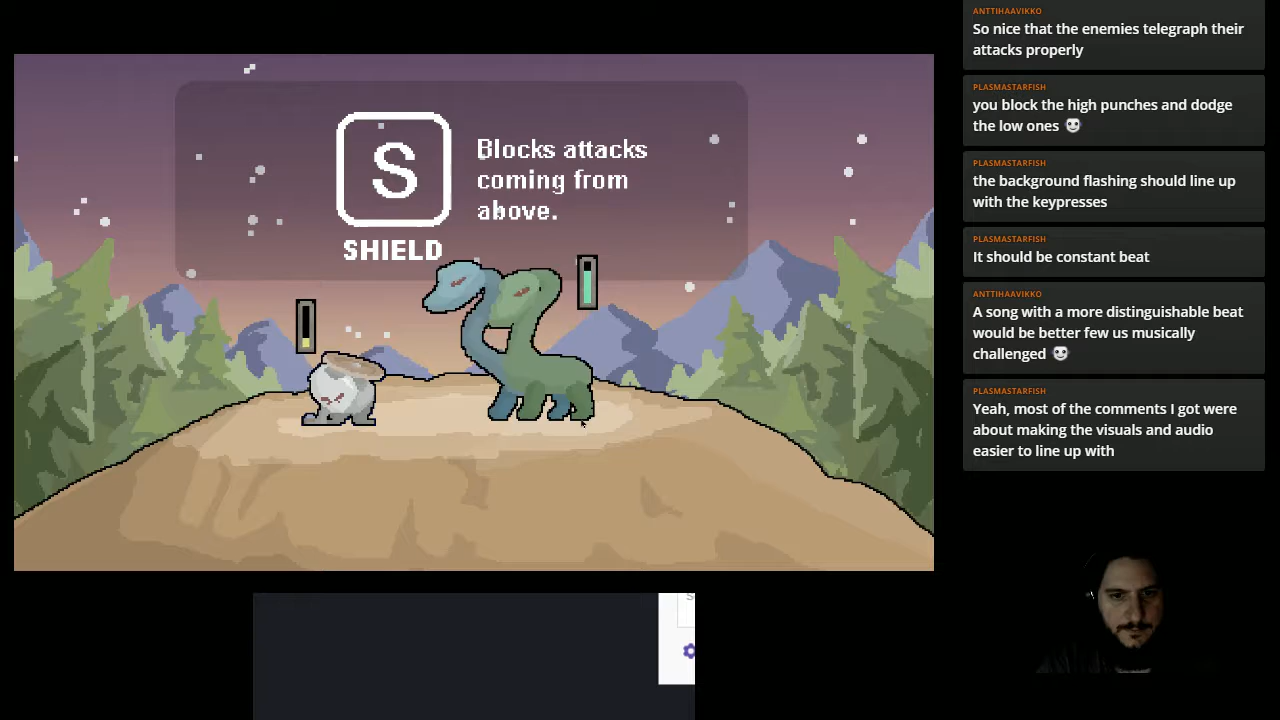 S
SHIELD
Blocks attacks
coming from
above.
ANTTIHAAVIKKO
So nice that the enemies telegraph their
attacks properly
PLASMASTARFISH
you block the high punches and dodge
the low ones
PLASMASTARFISH
the background flashing should line up
with the keypresses
PLASMASTARFISH
It should be constant beat
ANTTIHAAVIKKO
A song with a more distinguishable beat
would be better few us musically
challenged
PLASMASTARFISH
Yeah, most of the comments I got were
about making the visuals and audio
easier to line up with